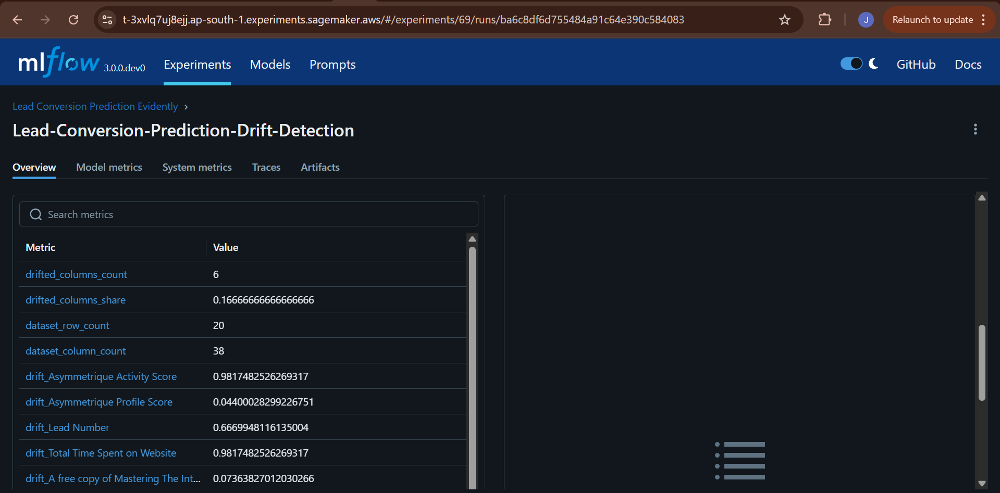 t-3xvlq7uj8ejj.ap-south-1.experiments.sagemaker.aws/#/experiments/69/runs/ba6c8df6d755484a91c64e390c584083
J
Relaunch to update
mlflow 3.0.0.dev0
Experiments
Models
Prompts
GitHub
Docs
Lead Conversion Prediction Evidently
Lead-Conversion-Prediction-Drift-Detection
Overview
Model metrics
System metrics
Traces
Artifacts
Search metrics
Metric Value
drifted_columns_count 6
drifted_columns_share 0.16666666666666666
dataset_row_count 20
dataset_column_count 38
drift_Asymmetrique Activity Score 0.9817482526269317
drift_Asymmetrique Profile Score 0.04400028299226751
drift_Lead Number 0.6669948116135004
drift_Total Time Spent on Website 0.9817482526269317
drift_A free copy of Mastering The Int... 0.07363827012030266